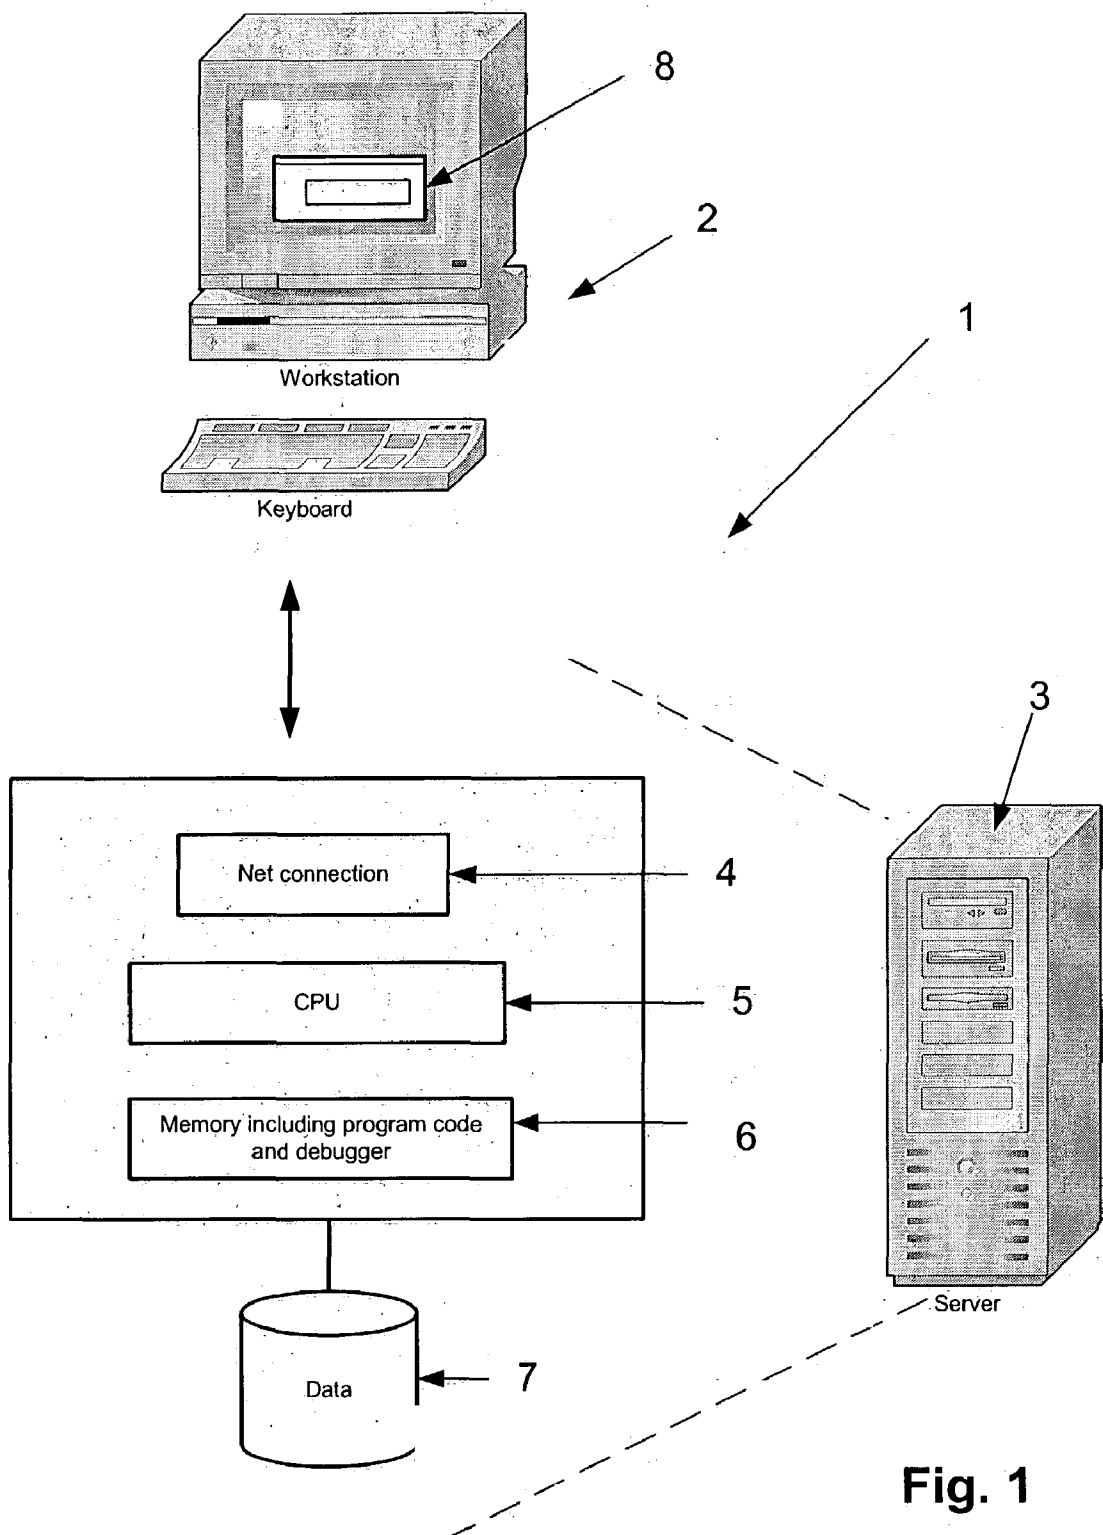 8
2
1
Workstation
Keyboard
3
Net connection
4
CPU
5
Memory including program code
and debugger
6
Server
Data
7
Fig. 1